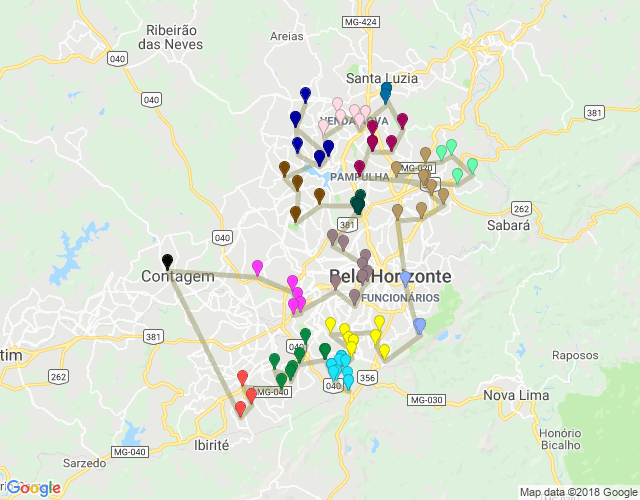 MG-424
Ribeirão
das Neves
Areias
040
Santa Luzia
040
381
VENDA NOVA
PAMPULHA
MG-020
262
381
Sabará
040
Contagem
Belo Horizonte
FUNCIONÁRIOS
381
040
tim
Raposos
356
MG-040
040
MG-030
Nova Lima
Ibirité
Honório
Bicalho
MG-040
Sarzedo
Google
Map data ©2018 Google